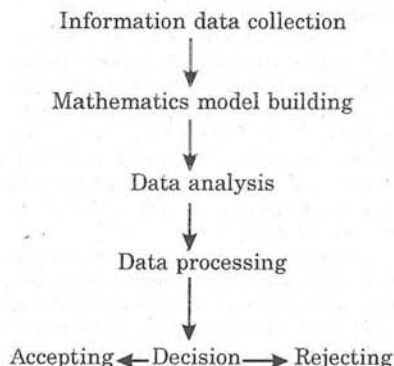 Information data collection
Mathematics model building
Data analysis
Data processing
Accepting Decision Rejecting